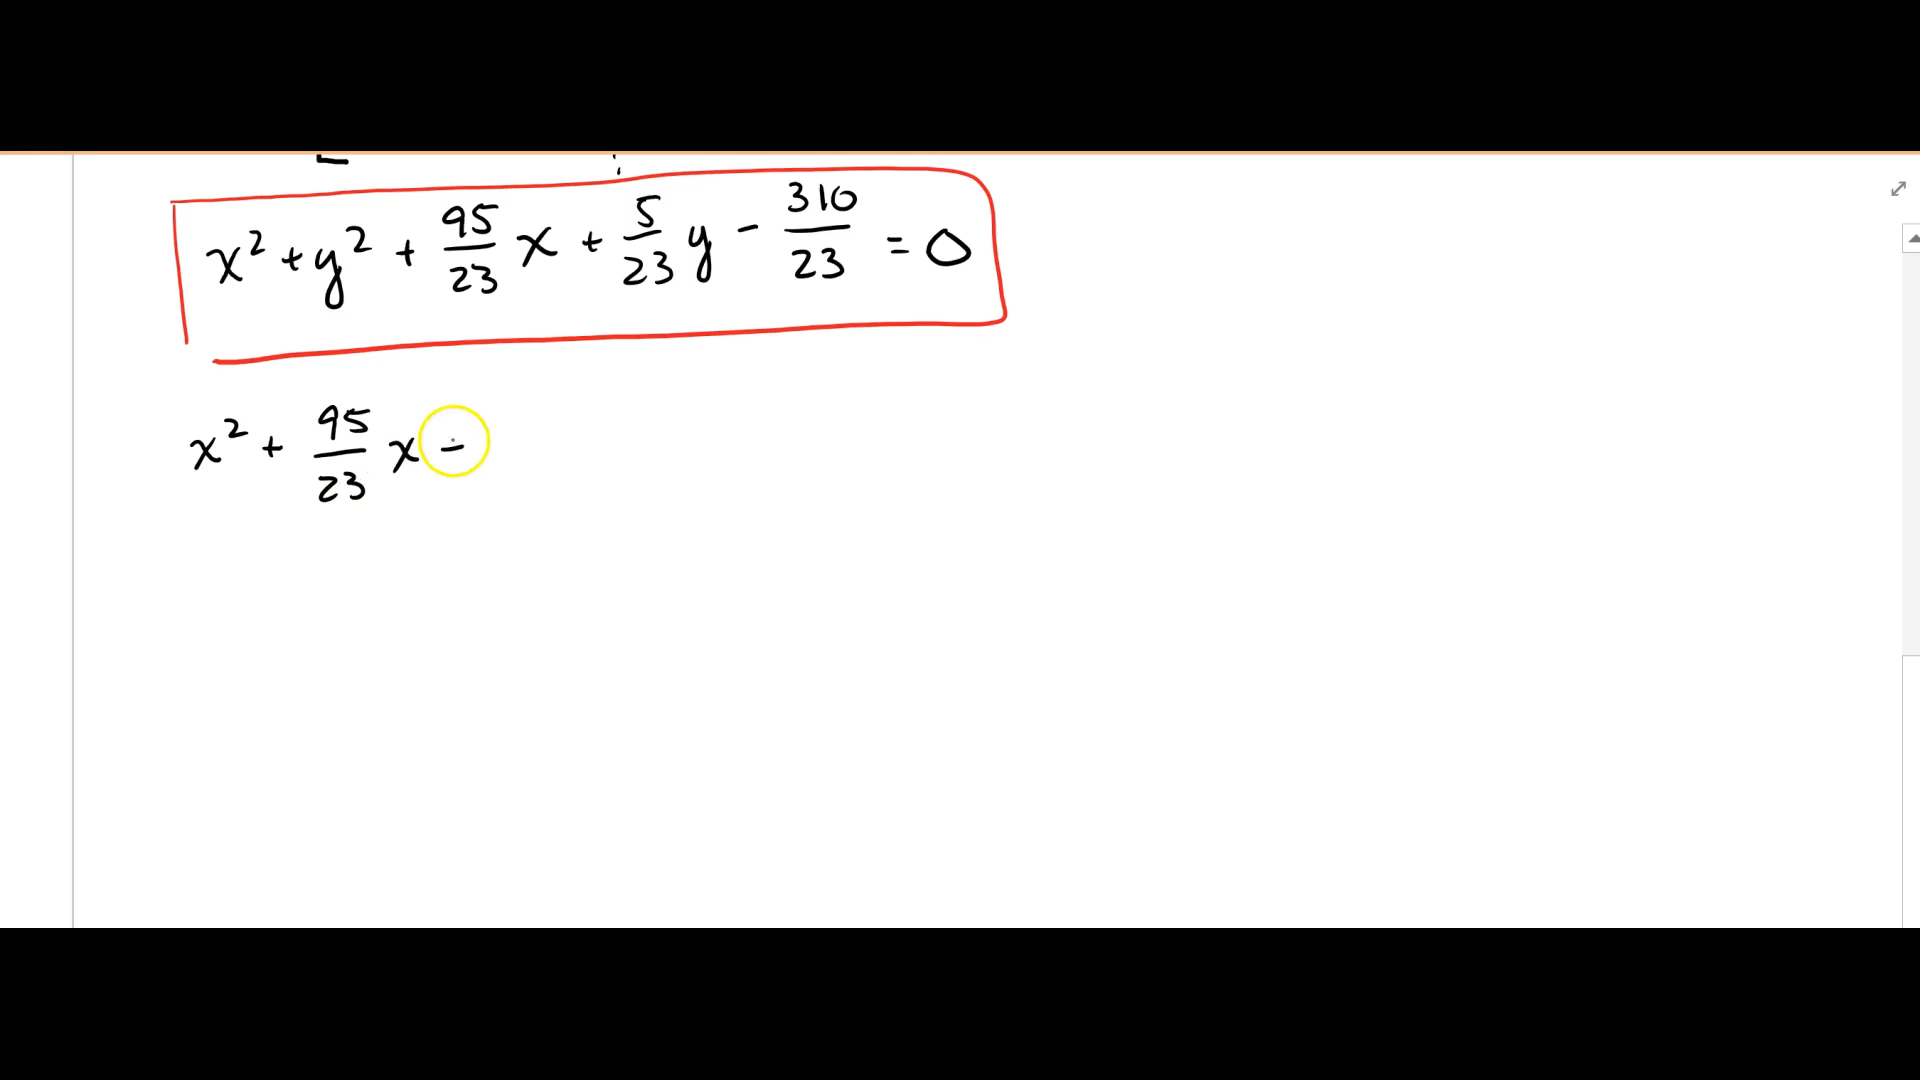 x² + y² + 95/23 x + 5/23 y - 310/23 = 0
x² + 95/23 x -